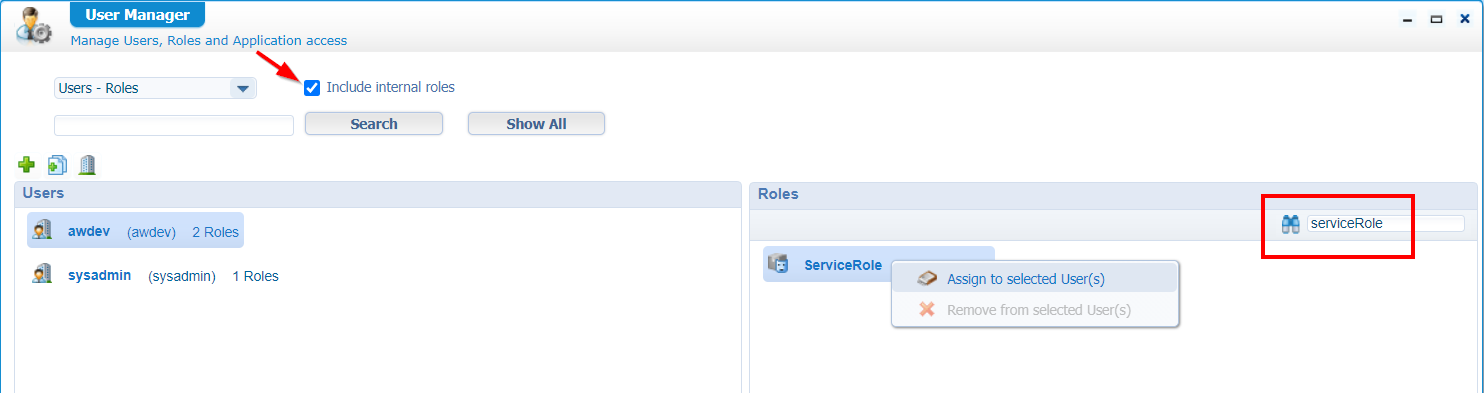 User Manager
Manage Users, Roles and Application access
Users - Roles
Include internal roles
Search
Show All
Users
awdev (awdev) 2 Roles
sysadmin (sysadmin) 1 Roles
Roles
serviceRole
ServiceRole
Assign to selected User(s)
Remove from selected User(s)